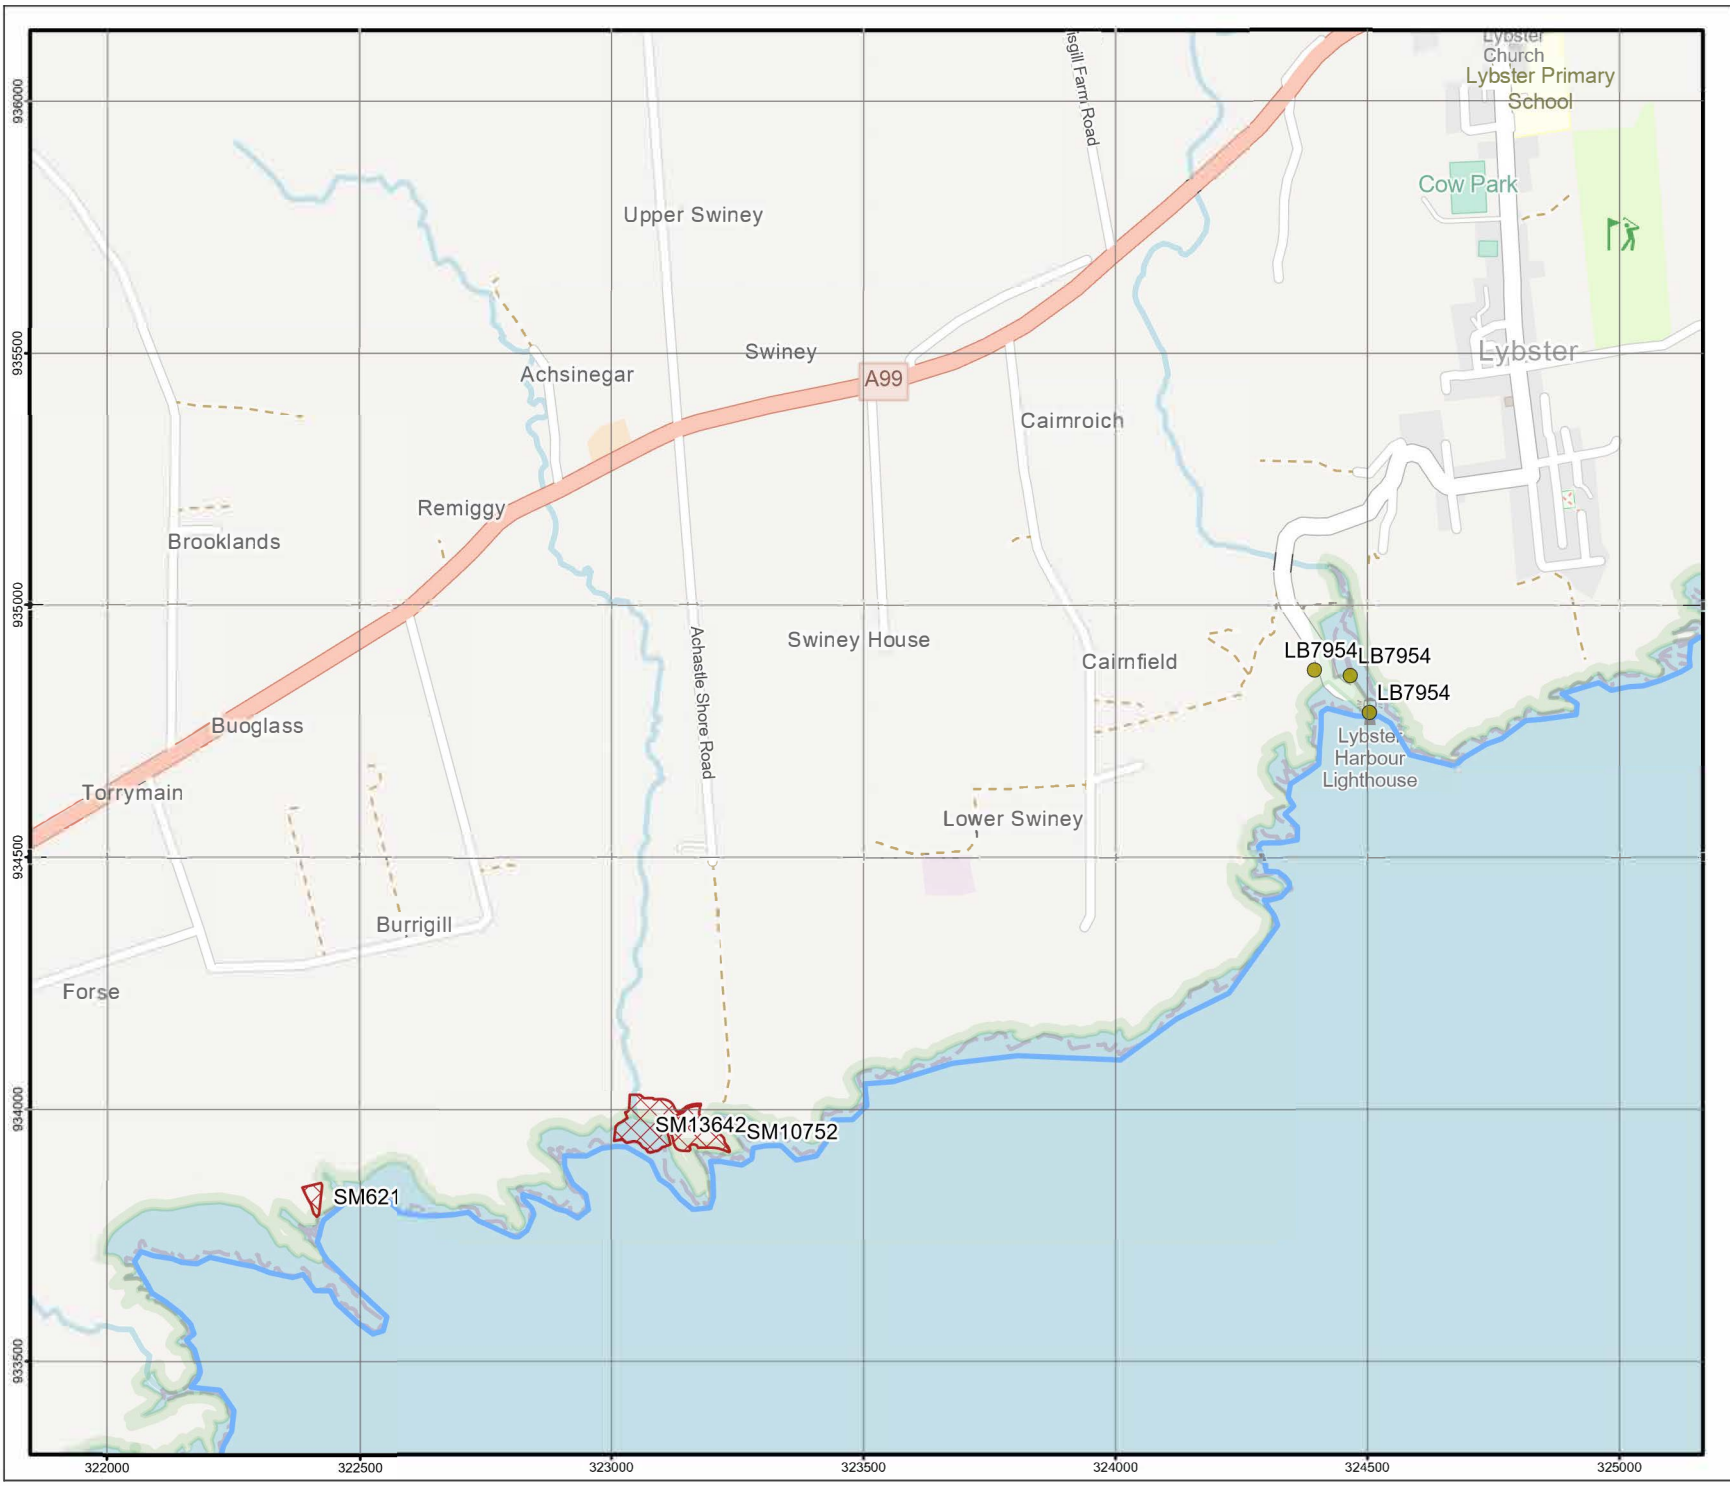 Lybster
Church
Lybster Primary
School
isgill Farm Road
936000
Cow Park
Upper Swiney
935500
Swiney
Lybster
Achsinegar
A99
Cairnroich
Remiggy
Brooklands
935000
Swiney House
Cairnfield
LB7954
LB7954
LB7954
Achastle Shore Road
Buoglass
Lybster
Harbour
Lighthouse
Torrymain
Lower Swiney
934500
Burrigill
Forse
934000
SM13642
SM10752
SM621
933500
322000 322500 323000 323500 324000 324500 325000